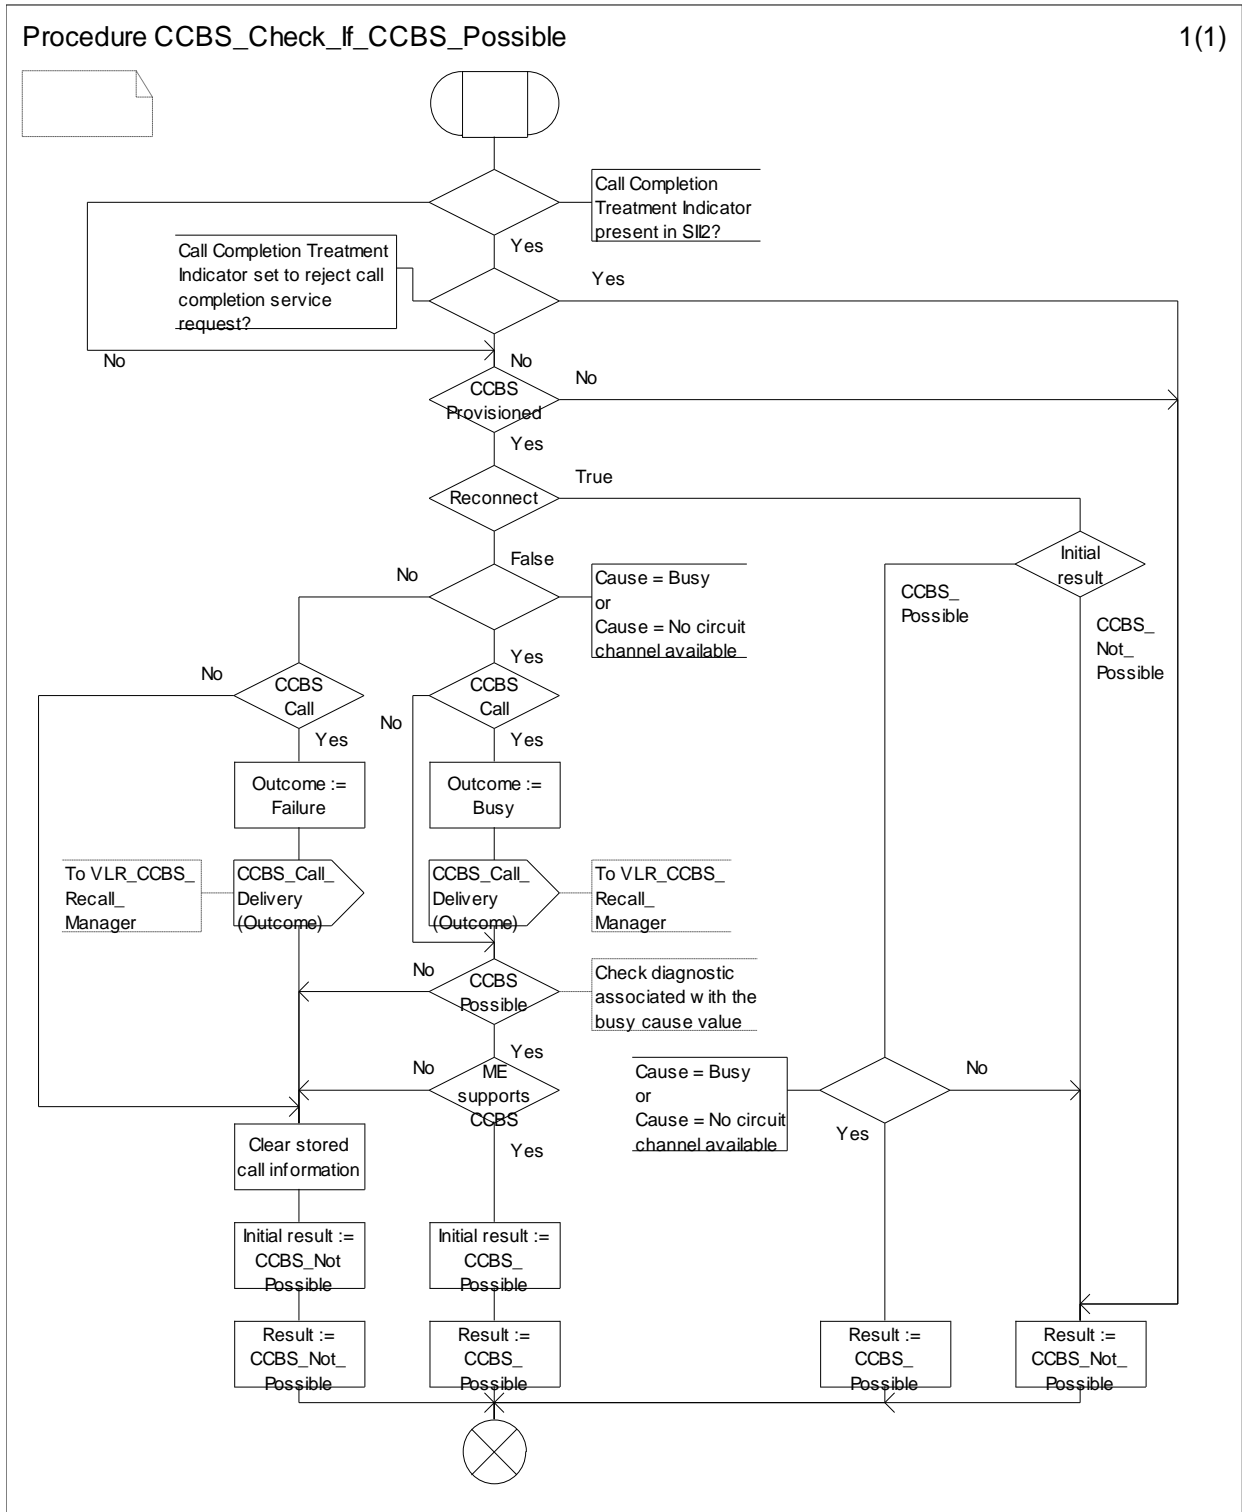 Procedure CCBS_Check_If_CCBS_Possible
1(1)
Call Completion
Treatment Indicator
present in SII2?
Yes
Call Completion Treatment
Indicator set to reject call
completion service
request?
Yes
No
No
CCBS
Provisioned
No
Yes
Reconnect
True
False
Initial
result
CCBS_
Possible
CCBS_
Not_
Possible
No
Cause = Busy
or
Cause = No circuit
channel available
Yes
No
CCBS
Call
Yes
No
CCBS
Call
Yes
Outcome :=
Failure
Outcome :=
Busy
To VLR_CCBS_
Recall_
Manager
CCBS_Call_
Delivery
(Outcome)
CCBS_Call_
Delivery
(Outcome)
To VLR_CCBS_
Recall_
Manager
No
CCBS
Possible
Check diagnostic
associated with the
busy cause value
Yes
No
ME
supports
CCBS
Yes
Cause = Busy
or
Cause = No circuit
channel available
No
Yes
Clear stored
call information
Initial result :=
CCBS_Not
Possible
Initial result :=
CCBS_
Possible
Result :=
CCBS_Not_
Possible
Result :=
CCBS_
Possible
Result :=
CCBS_
Possible
Result :=
CCBS_Not_
Possible